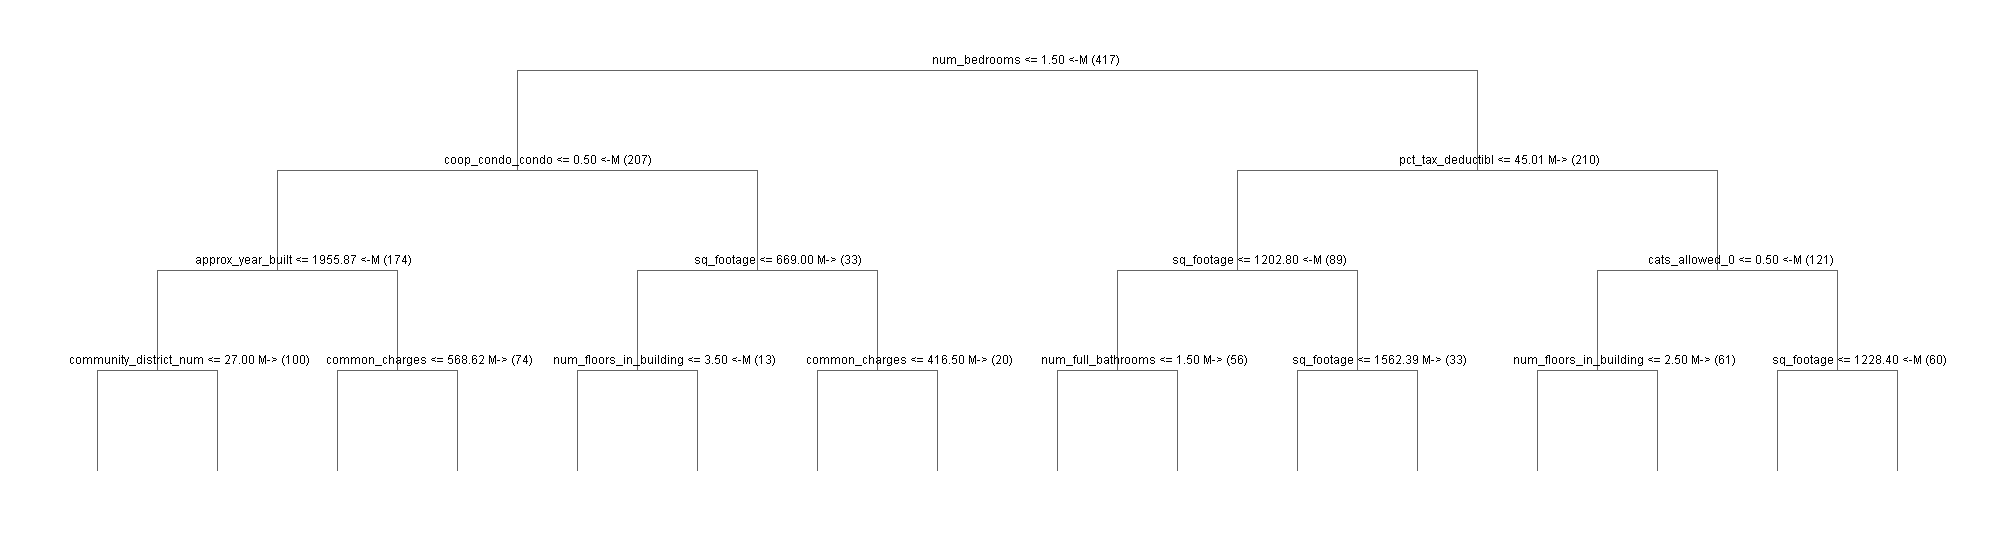 num_bedrooms <= 1.50 <-M (417)
coop_condo_condo <= 0.50 <-M (207)
pct_tax_deductibl <= 45.01 M-> (210)
approx_year_built <= 1955.87 <-M (174)
sq_footage <= 669.00 M-> (33)
sq_footage <= 1202.80 <-M (89)
cats_allowed_0 <= 0.50 <-M (121)
community_district_num <= 27.00 M-> (100)
common_charges <= 568.62 M-> (74)
num_floors_in_building <= 3.50 <-M (13)
common_charges <= 416.50 M-> (20)
num_full_bathrooms <= 1.50 M-> (56)
sq_footage <= 1562.39 M-> (33)
num_floors_in_building <= 2.50 M-> (61)
sq_footage <= 1228.40 <-M (60)